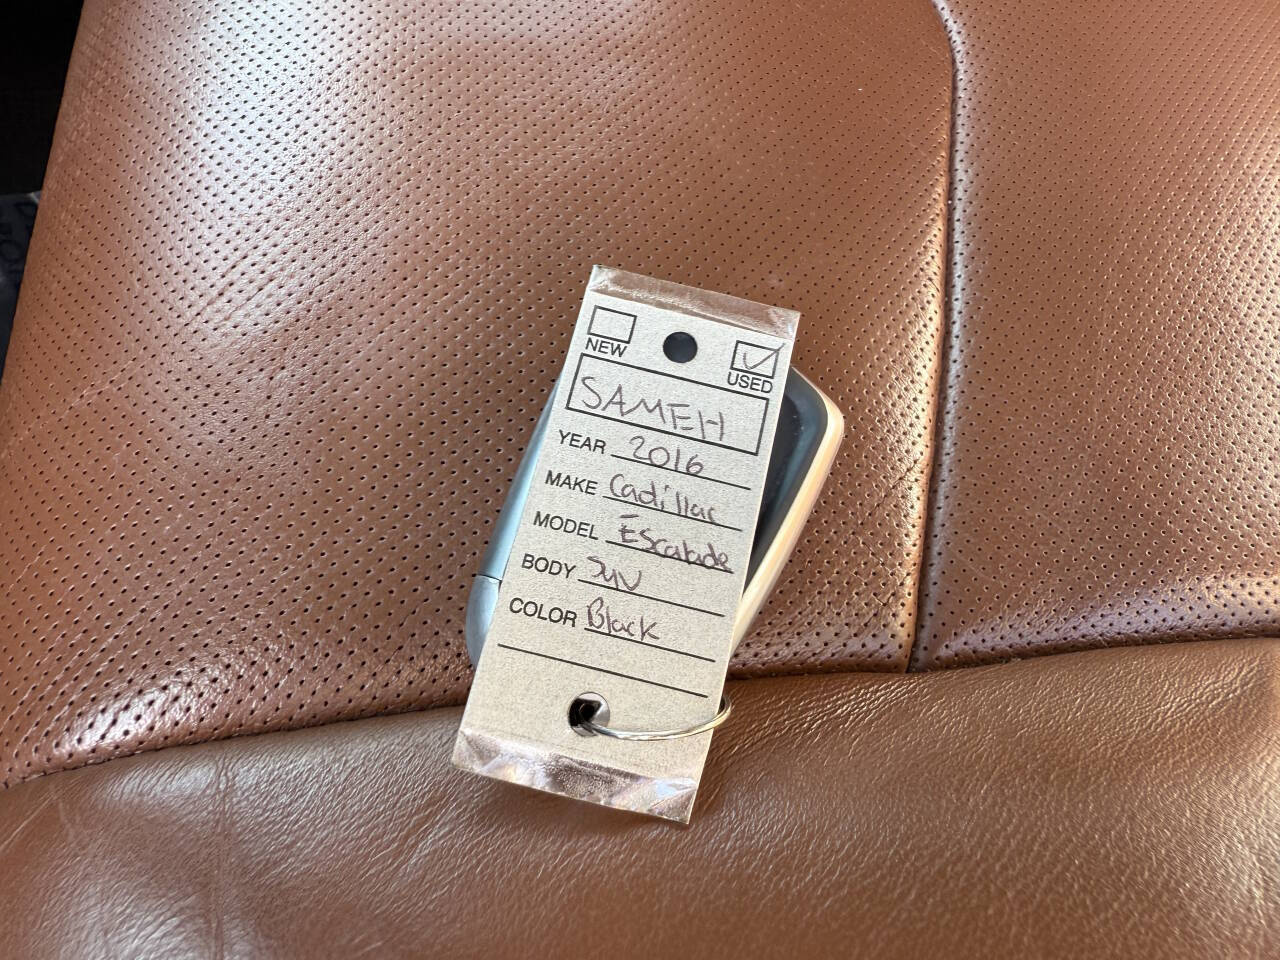 NEW USED
SAMEH
YEAR 2016
MAKE Cadillac
MODEL Escalade
BODY Suv
COLOR Black